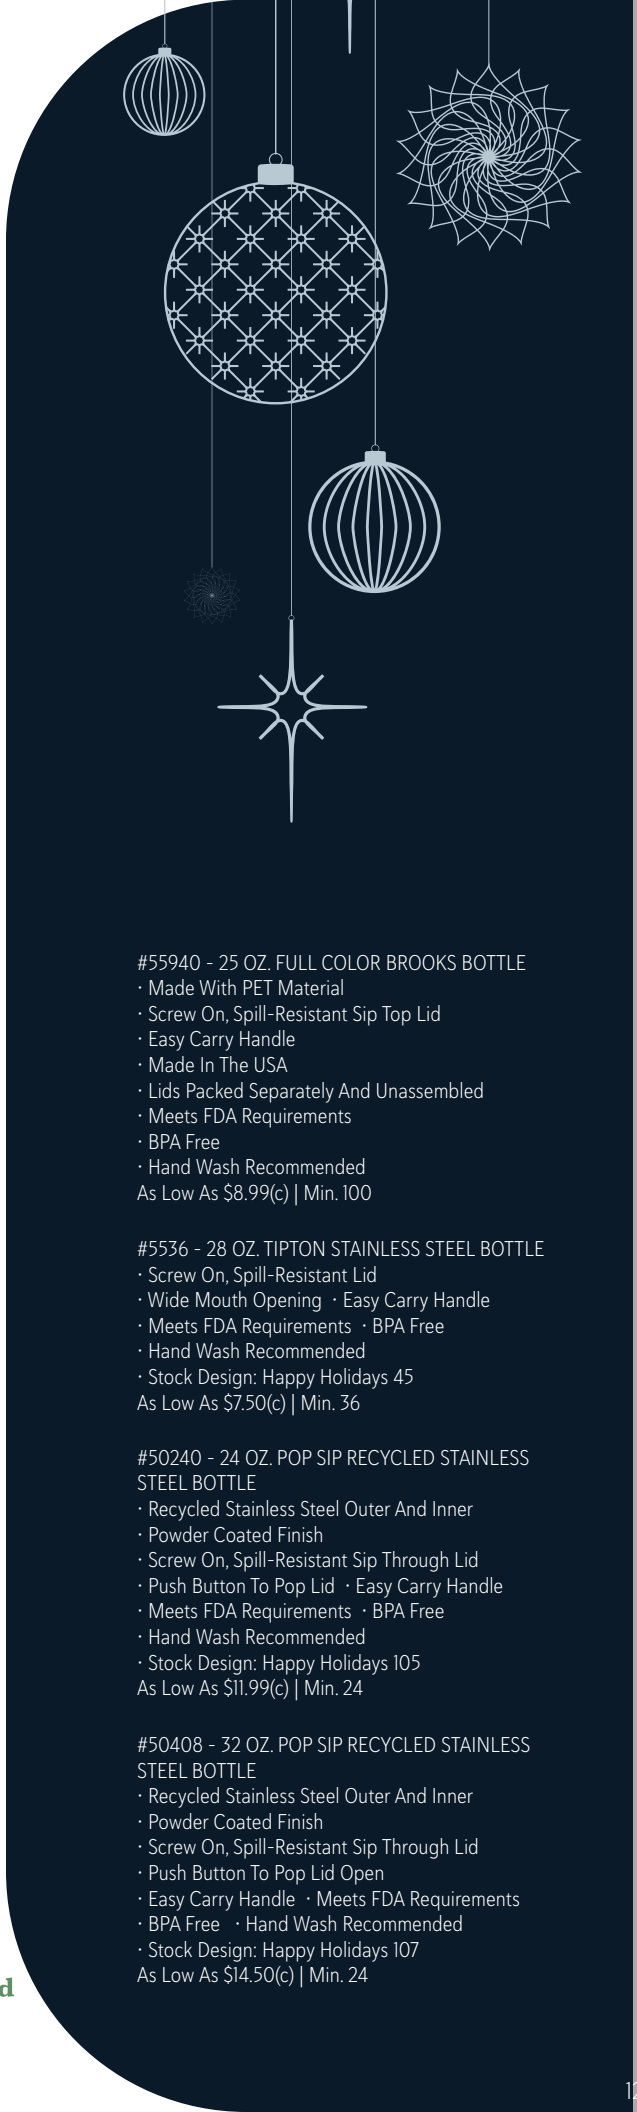 #55940 - 25 OZ. FULL COLOR BROOKS BOTTLE
· Made With PET Material
· Screw On, Spill-Resistant Sip Top Lid
· Easy Carry Handle
· Made In The USA
· Lids Packed Separately And Unassembled
· Meets FDA Requirements
· BPA Free
· Hand Wash Recommended
As Low As $8.99(c) | Min. 100
#5536 - 28 OZ. TIPTON STAINLESS STEEL BOTTLE
· Screw On, Spill-Resistant Lid
· Wide Mouth Opening · Easy Carry Handle
· Meets FDA Requirements · BPA Free
· Hand Wash Recommended
· Stock Design: Happy Holidays 45
As Low As $7.50(c) | Min. 36
#50240 - 24 OZ. POP SIP RECYCLED STAINLESS
STEEL BOTTLE
· Recycled Stainless Steel Outer And Inner
· Powder Coated Finish
· Screw On, Spill-Resistant Sip Through Lid
· Push Button To Pop Lid · Easy Carry Handle
· Meets FDA Requirements · BPA Free
· Hand Wash Recommended
· Stock Design: Happy Holidays 105
As Low As $11.99(c) | Min. 24
#50408 - 32 OZ. POP SIP RECYCLED STAINLESS
STEEL BOTTLE
· Recycled Stainless Steel Outer And Inner
· Powder Coated Finish
· Screw On, Spill-Resistant Sip Through Lid
· Push Button To Pop Lid Open
· Easy Carry Handle · Meets FDA Requirements
· BPA Free · Hand Wash Recommended
· Stock Design: Happy Holidays 107
As Low As $14.50(c) | Min. 24
d